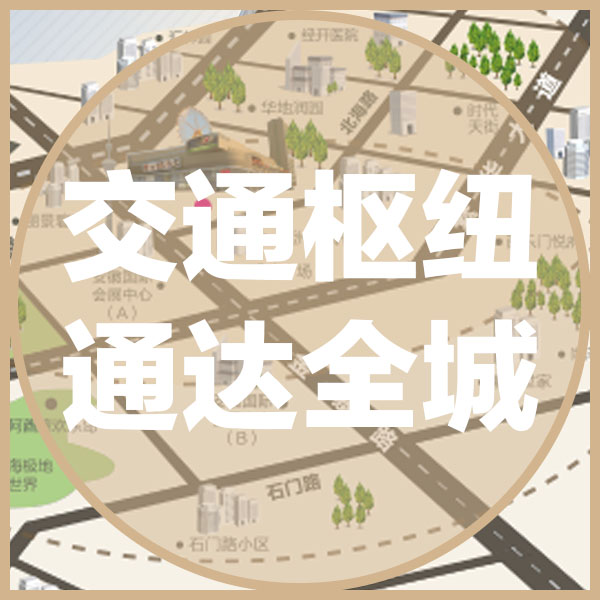 经开医院
华地润园
北海路
时代
天街
大道
交通枢纽
通达全城
会展中心
（A）
（B）
海极地
世界
石门路
石门路小区